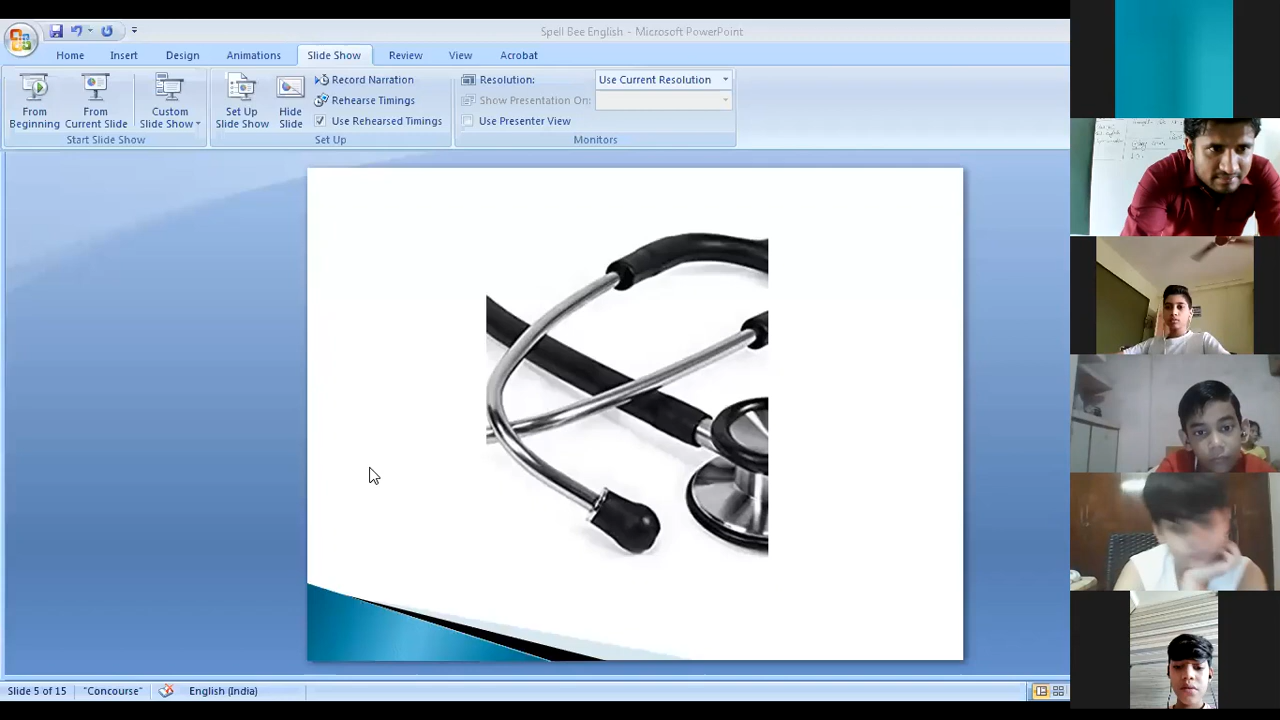 Spell Bee English - Microsoft PowerPoint
Home Insert Design Animations Slide Show Review View Acrobat
From Beginning
From Current Slide
Custom Slide Show
Start Slide Show
Set Up Slide Show
Hide Slide
Record Narration
Rehearse Timings
Use Rehearsed Timings
Set Up
Resolution: Use Current Resolution
Show Presentation On:
Use Presenter View
Monitors
Slide 5 of 15 "Concourse" English (India)